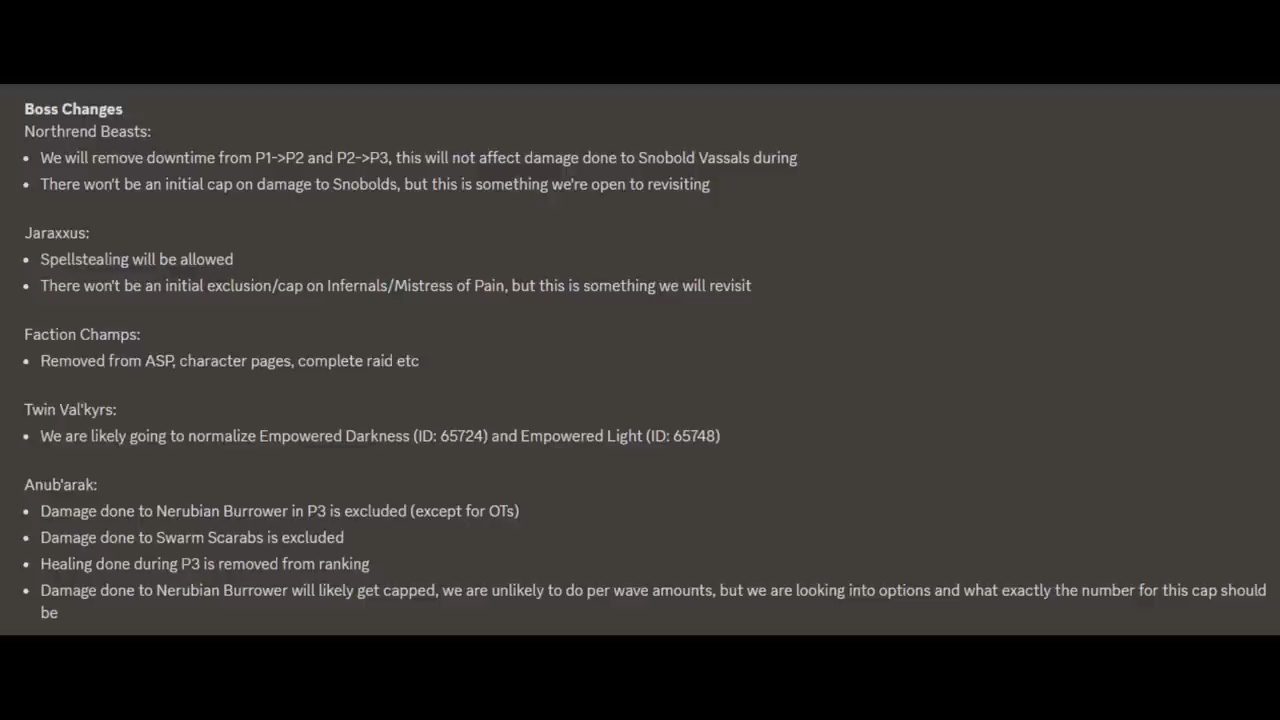 Boss Changes
Northrend Beasts:
• We will remove downtime from P1->P2 and P2->P3, this will not affect damage done to Snobold Vassals during
• There won't be an initial cap on damage to Snobolds, but this is something we're open to revisiting
Jaraxxus:
• Spellstealing will be allowed
• There won't be an initial exclusion/cap on Infernals/Mistress of Pain, but this is something we will revisit
Faction Champs:
• Removed from ASP, character pages, complete raid etc
Twin Val'kyrs:
• We are likely going to normalize Empowered Darkness (ID: 65724) and Empowered Light (ID: 65748)
Anub'arak:
• Damage done to Nerubian Burrower in P3 is excluded (except for OTs)
• Damage done to Swarm Scarabs is excluded
• Healing done during P3 is removed from ranking
• Damage done to Nerubian Burrower will likely get capped, we are unlikely to do per wave amounts, but we are looking into options and what exactly the number for this cap should
be